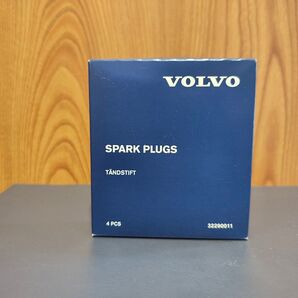 VOLVO
SPARK PLUGS
TÄNDSTIFT
4 PCS 32290011